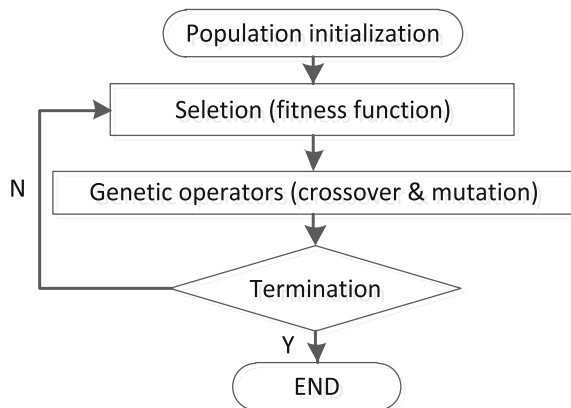 Population initialization
Seletion (fitness function)
Genetic operators (crossover & mutation)
N
Termination
Y
END